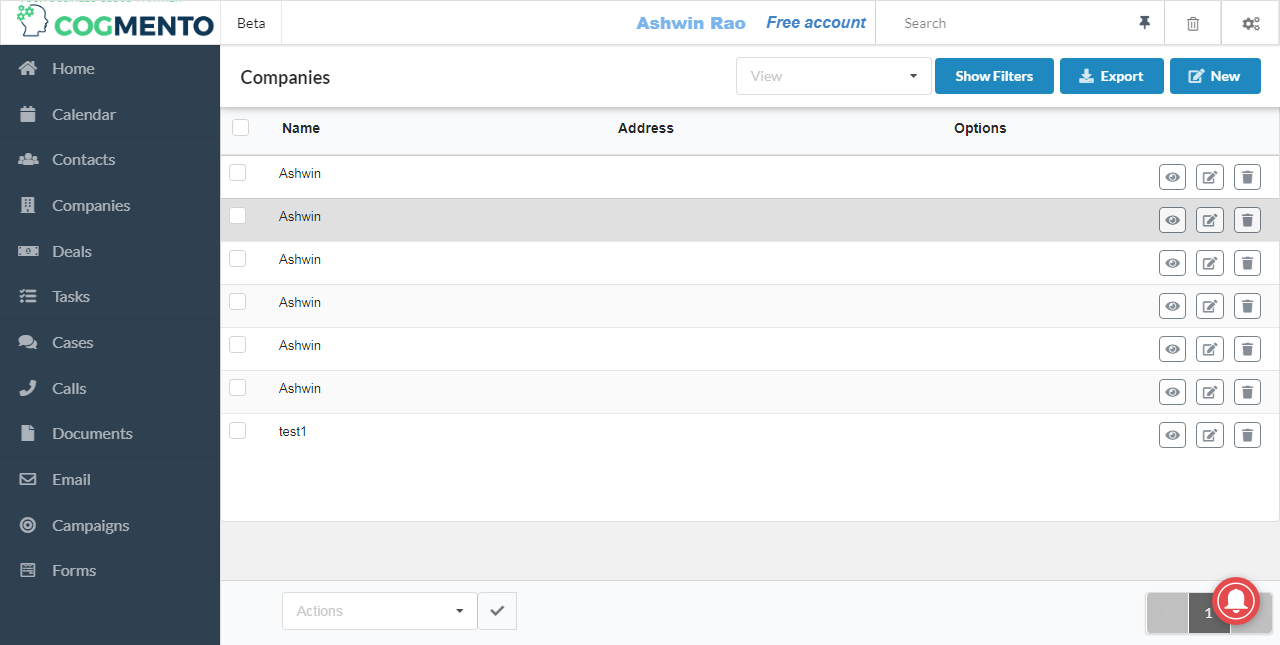 COGMENTO
Beta
Ashwin Rao
Free account
Search
Home
Calendar
Contacts
Companies
Deals
Tasks
Cases
Calls
Documents
Email
Campaigns
Forms
Companies
View
Show Filters
Export
New
Name Address Options
Ashwin
Ashwin
Ashwin
Ashwin
Ashwin
Ashwin
test1
Actions
1